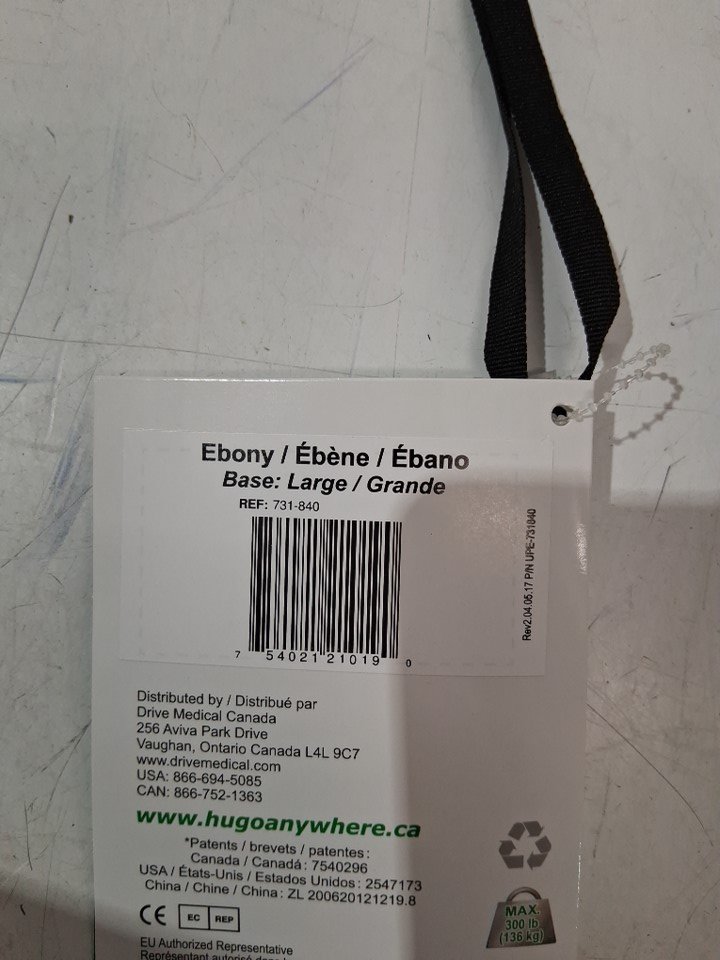 Ebony / Ébène / Ébano
Base: Large / Grande
REF: 731-840
7 54021 21019 0
Rev2.04.05.17 P/N UPE-731840
Distributed by / Distribué par
Drive Medical Canada
256 Aviva Park Drive
Vaughan, Ontario Canada L4L 9C7
www.drivemedical.com
USA: 866-694-5085
CAN: 866-752-1363
www.hugoanywhere.ca
*Patents / brevets / patentes:
Canada / Canadá: 7540296
USA / États-Unis / Estados Unidos: 2547173
China / Chine / China: ZL 200620121219.8
CE EC REP
MAX.
300 lb
(136 kg)
EU Authorized Representative
Représentant autorisé